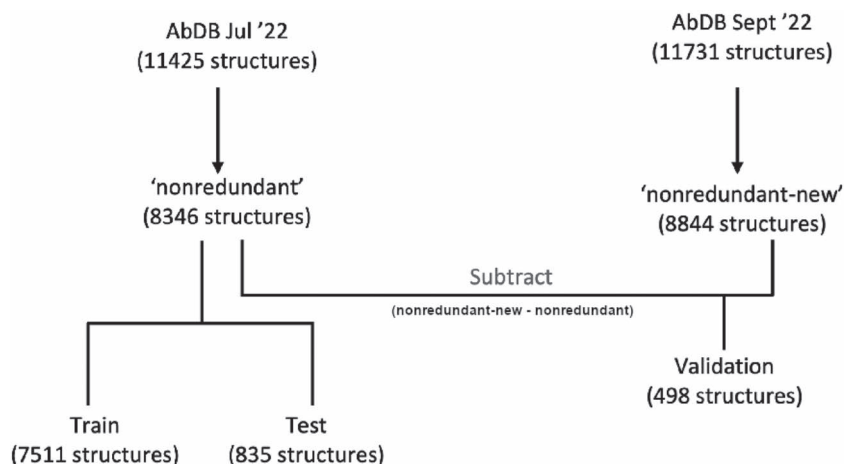 AbDB Jul ’22
(11425 structures)
AbDB Sept ’22
(11731 structures)
‘nonredundant’
(8346 structures)
‘nonredundant-new’
(8844 structures)
Subtract
(nonredundant-new - nonredundant)
Validation
(498 structures)
Train
(7511 structures)
Test
(835 structures)